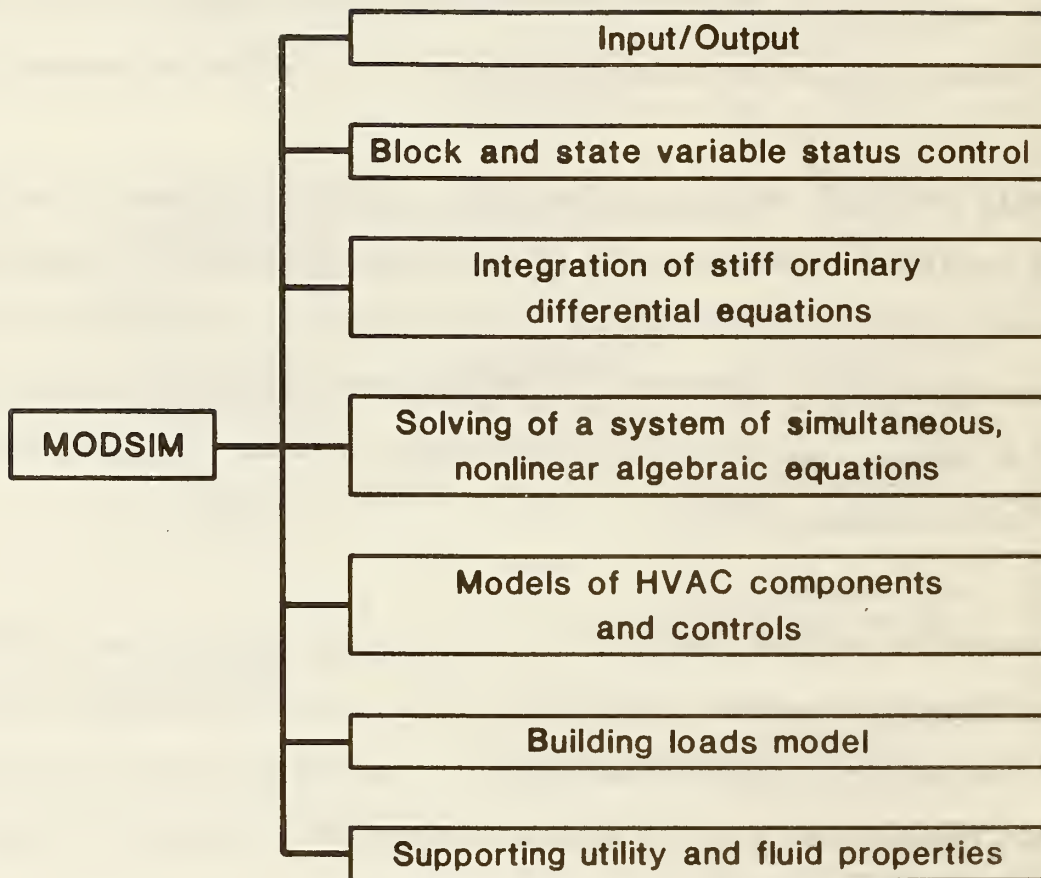 Input/Output
Block and state variable status control
Integration of stiff ordinary
differential equations
MODSIM
Solving of a system of simultaneous,
nonlinear algebraic equations
Models of HVAC components
and controls
Building loads model
Supporting utility and fluid properties